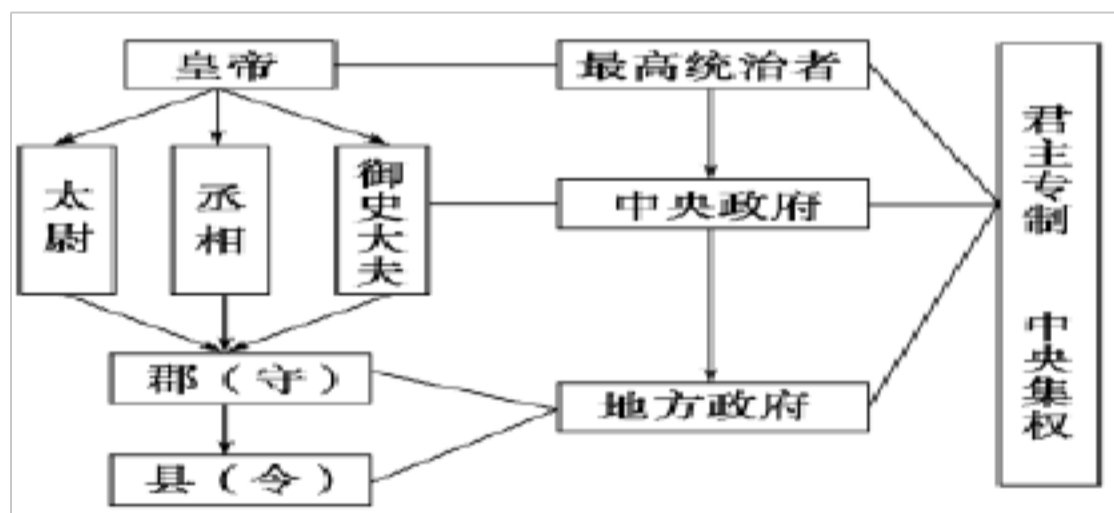 皇帝
最高统治者
太尉
丞相
御史大夫
中央政府
郡（守）
地方政府
县（令）
君主专制 中央集权